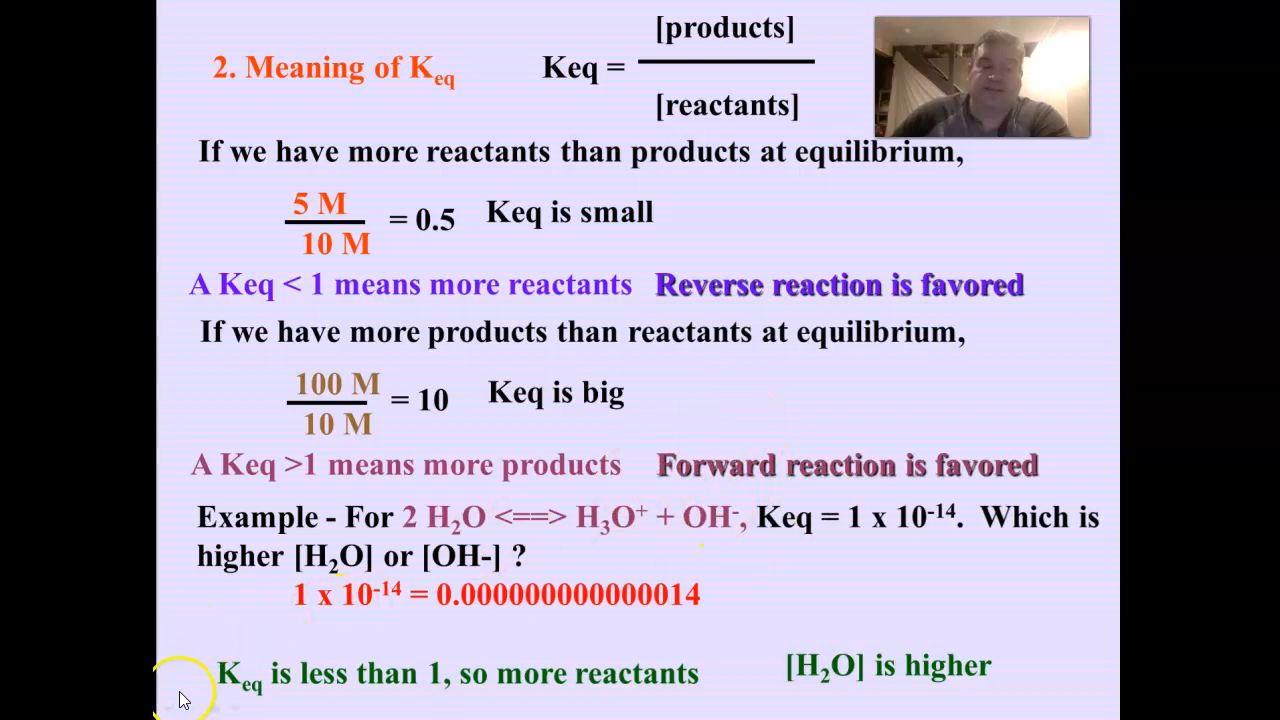 [products]
2. Meaning of Keq Keq =
[reactants]
If we have more reactants than products at equilibrium,
5 M
= 0.5 Keq is small
10 M
A Keq < 1 means more reactants Reverse reaction is favored
If we have more products than reactants at equilibrium,
100 M
= 10 Keq is big
10 M
A Keq >1 means more products Forward reaction is favored
Example - For 2 H₂O <==> H₃O⁺ + OH⁻, Keq = 1 x 10⁻¹⁴. Which is
higher [H₂O] or [OH-] ?
1 x 10⁻¹⁴ = 0.000000000000014
Keq is less than 1, so more reactants [H₂O] is higher